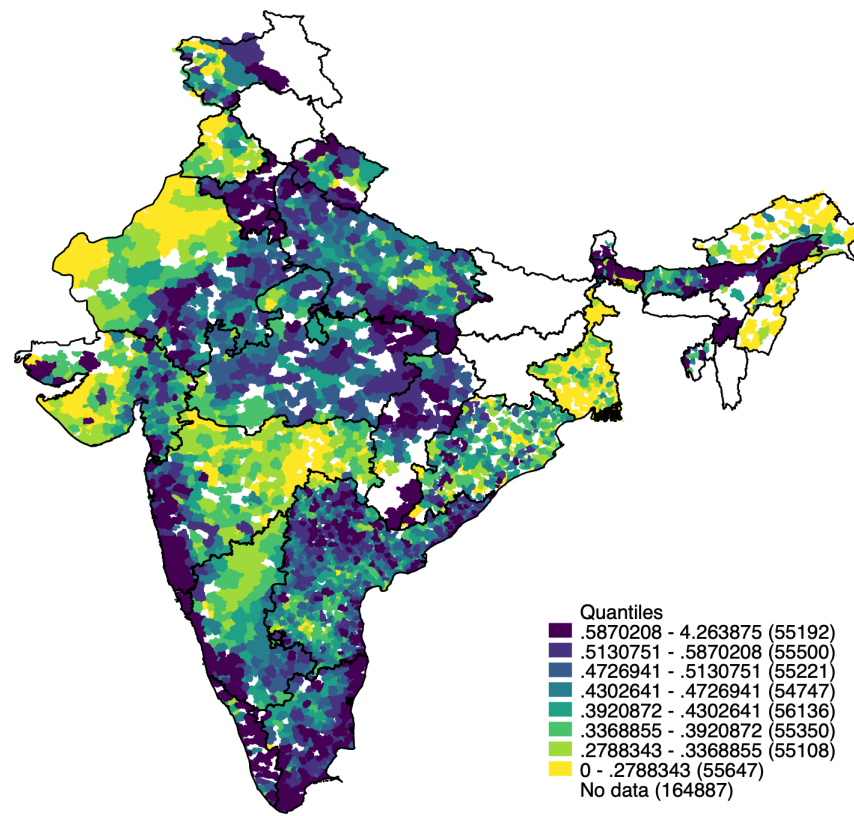 Quantiles
.5870208 - 4.263875 (55192)
.5130751 - .5870208 (55500)
.4726941 - .5130751 (55221)
.4302641 - .4726941 (54747)
.3920872 - .4302641 (56136)
.3368855 - .3920872 (55350)
.2788343 - .3368855 (55108)
0 - .2788343 (55647)
No data (164887)